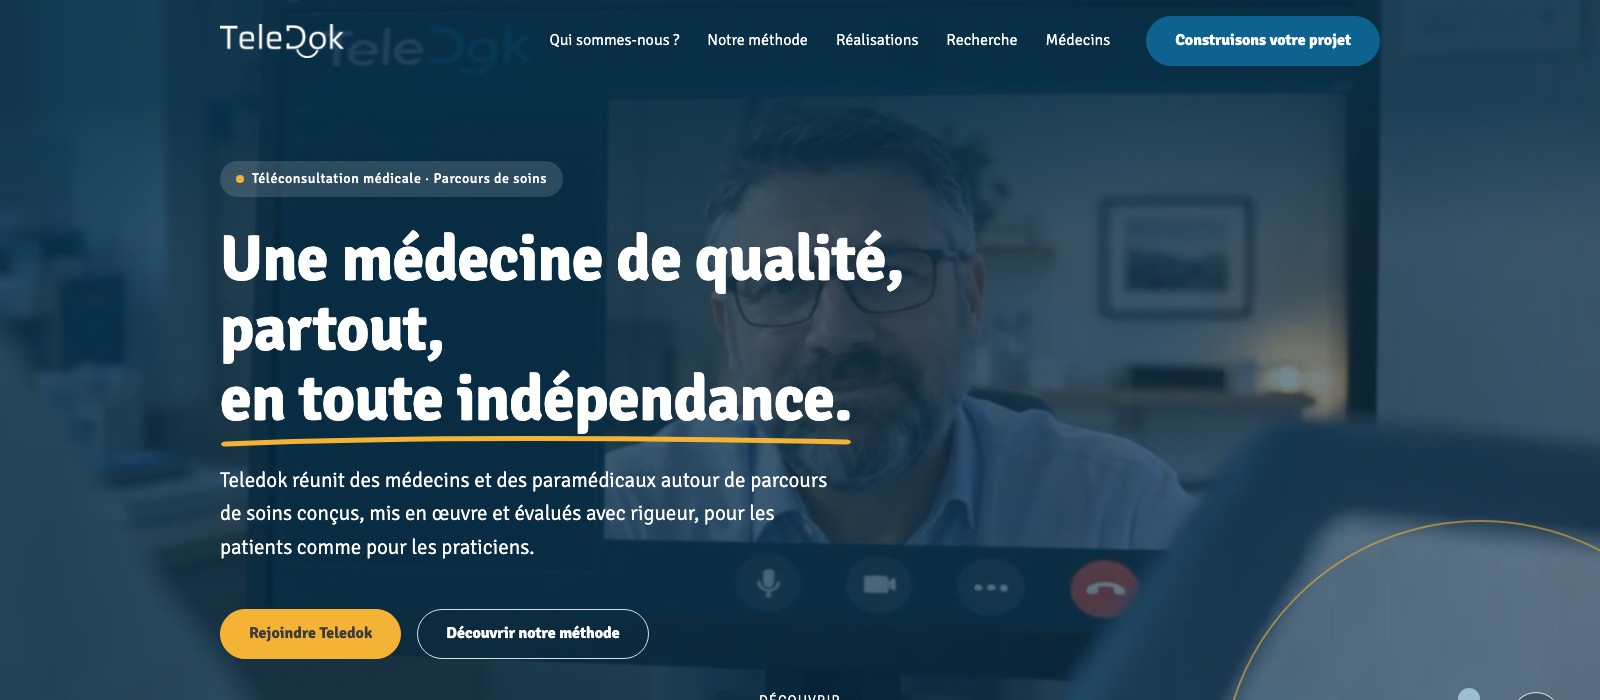 TeleDok
TeleDgk
Qui sommes-nous ?
Notre méthode
Réalisations
Recherche
Médecins
Construisons votre projet
Téléconsultation médicale · Parcours de soins
Une médecine de qualité,
partout,
en toute indépendance.
Teledok réunit des médecins et des paramédicaux autour de parcours
de soins conçus, mis en œuvre et évalués avec rigueur, pour les
patients comme pour les praticiens.
Rejoindre Teledok
Découvrir notre méthode
DÉCOUVRIR